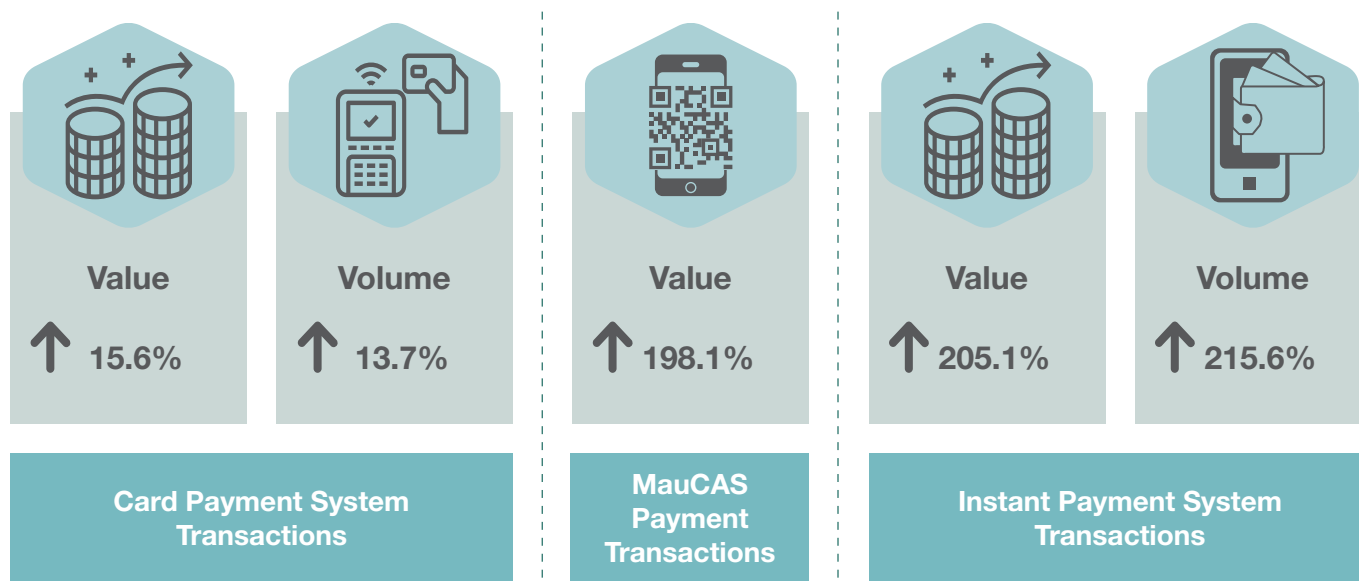 Value
15.6%
Volume
13.7%
Card Payment System
Transactions
Value
198.1%
MauCAS
Payment
Transactions
Value
205.1%
Volume
215.6%
Instant Payment System
Transactions